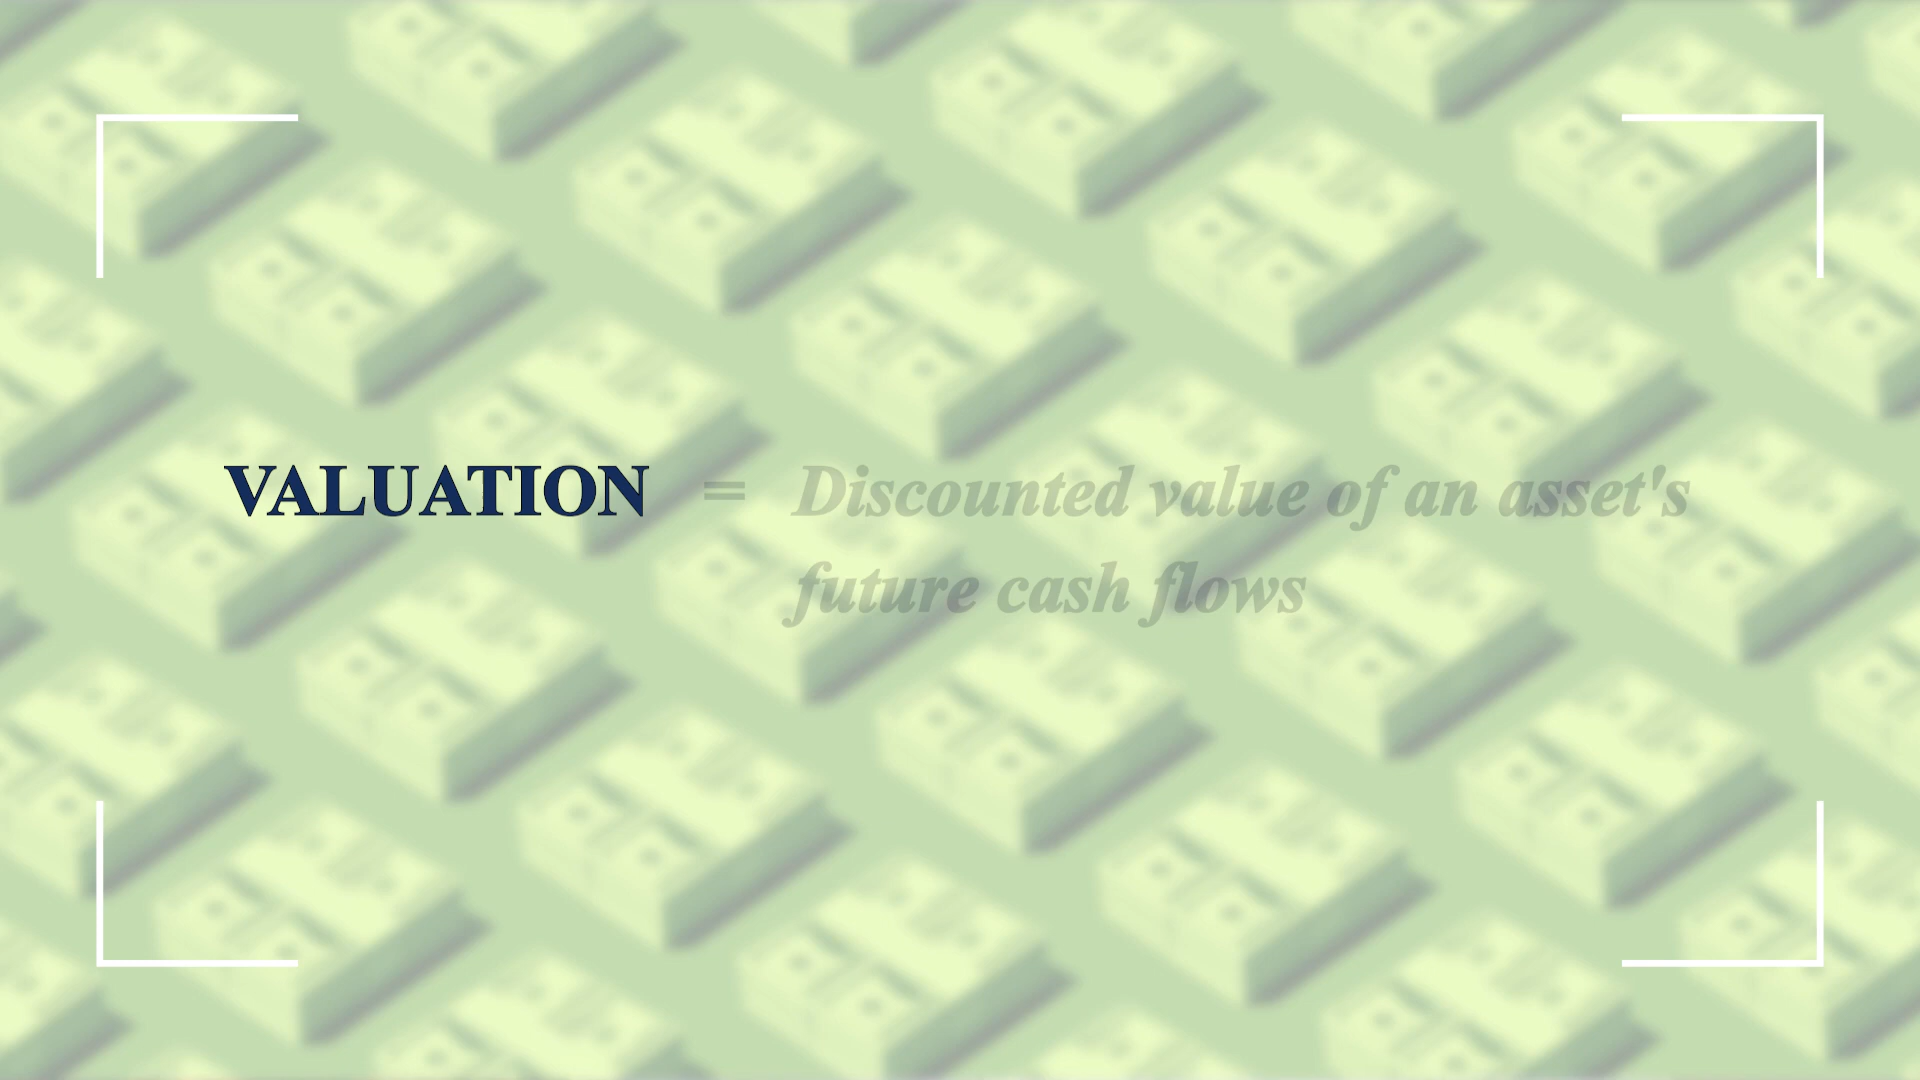 VALUATION = Discounted value of an asset's
future cash flows